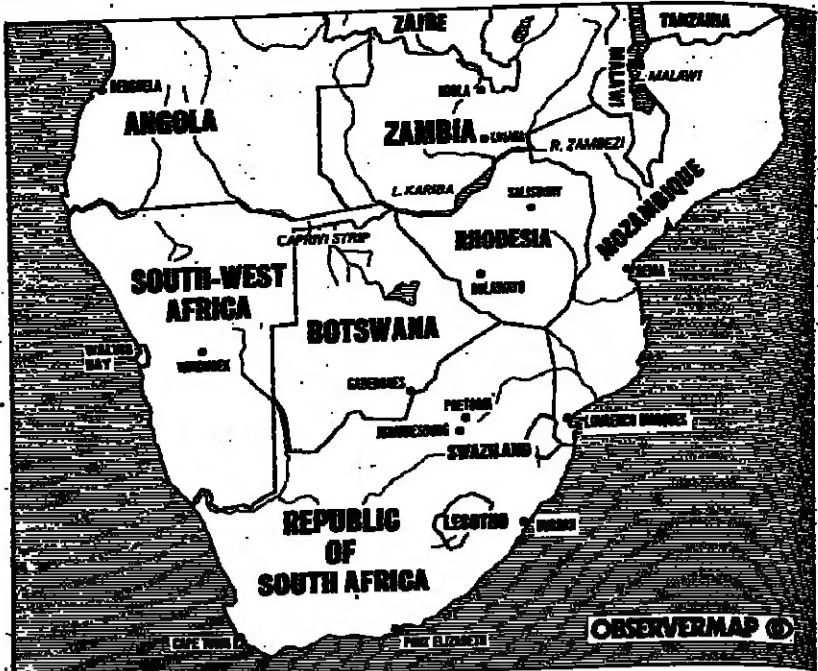 ZAIRE
TANZANIA
MALAWI
L. MALAWI
BENGUELA
ANGOLA
NDOLA
ZAMBIA
LUSAKA
R. ZAMBEZI
L. KARIBA
SALISBURY
MOZAMBIQUE
CAPRIVI STRIP
RHODESIA
BEIRA
SOUTH-WEST
AFRICA
BULAWAYO
BOTSWANA
WALVIS
BAY
WINDHOEK
GABERONES
PRETORIA
LOURENCO MARQUES
JOHANNESBURG
SWAZILAND
REPUBLIC
OF
SOUTH AFRICA
LESOTHO
DURBAN
CAPE TOWN
PORT ELIZABETH
OBSERVERMAP